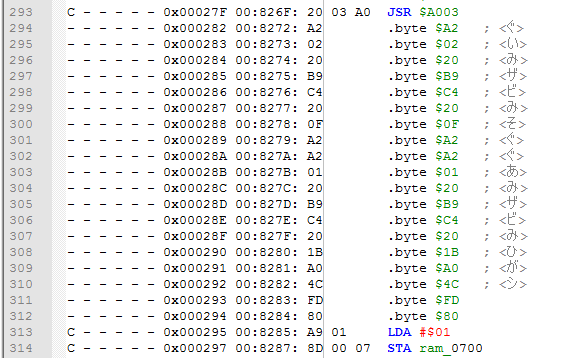 293 C - - - - - 0x00027F 00:826F: 20 03 A0 JSR $A003
294 - - - - - - 0x000282 00:8272: A2 .byte $A2 ; <ぐ>
295 - - - - - - 0x000283 00:8273: 02 .byte $02 ; <い>
296 - - - - - - 0x000284 00:8274: 20 .byte $20 ; <み>
297 - - - - - - 0x000285 00:8275: B9 .byte $B9 ; <ザ>
298 - - - - - - 0x000286 00:8276: C4 .byte $C4 ; <ビ>
299 - - - - - - 0x000287 00:8277: 20 .byte $20 ; <み>
300 - - - - - - 0x000288 00:8278: 0F .byte $0F ; <そ>
301 - - - - - - 0x000289 00:8279: A2 .byte $A2 ; <ぐ>
302 - - - - - - 0x00028A 00:827A: A2 .byte $A2 ; <ぐ>
303 - - - - - - 0x00028B 00:827B: 01 .byte $01 ; <あ>
304 - - - - - - 0x00028C 00:827C: 20 .byte $20 ; <み>
305 - - - - - - 0x00028D 00:827D: B9 .byte $B9 ; <ザ>
306 - - - - - - 0x00028E 00:827E: C4 .byte $C4 ; <ビ>
307 - - - - - - 0x00028F 00:827F: 20 .byte $20 ; <み>
308 - - - - - - 0x000290 00:8280: 1B .byte $1B ; <ひ>
309 - - - - - - 0x000291 00:8281: A0 .byte $A0 ; <が>
310 - - - - - - 0x000292 00:8282: 4C .byte $4C ; <シ>
311 - - - - - - 0x000293 00:8283: FD .byte $FD
312 - - - - - - 0x000294 00:8284: 80 .byte $80
313 C - - - - - 0x000295 00:8285: A9 01 LDA #$01
314 C - - - - - 0x000297 00:8287: 8D 00 07 STA ram_0700